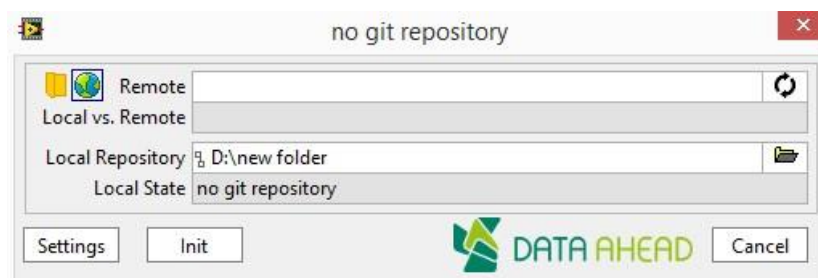 no git repository
Remote
Local vs. Remote
Local Repository D:\new folder
Local State no git repository
Settings Init DATA AHEAD Cancel